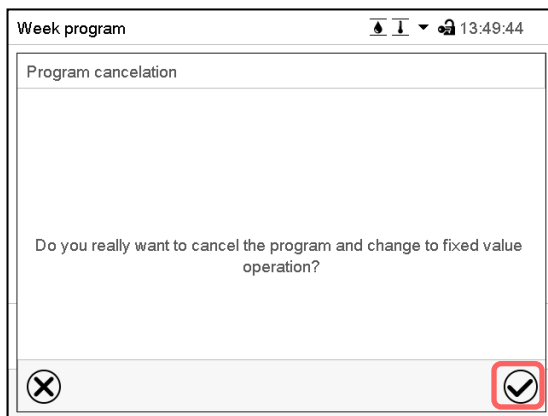 Week program 13:49:44
Program cancelation
Do you really want to cancel the program and change to fixed value
operation?